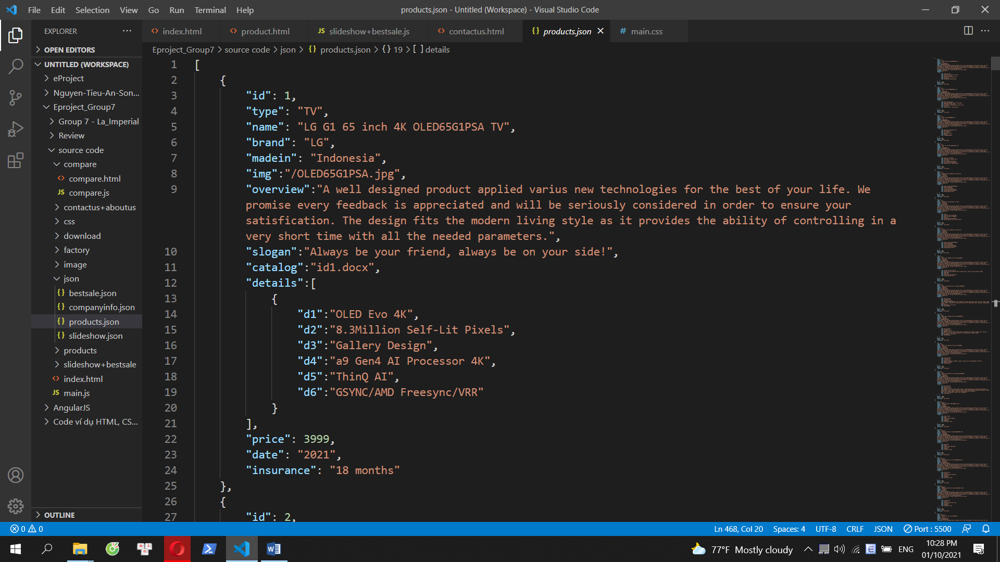 File Edit Selection View Go Run Terminal Help
products.json - Untitled (Workspace) - Visual Studio Code
EXPLORER
index.html
product.html
JS slideshow+bestsale.js
contactus.html
{} products.json
# main.css
OPEN EDITORS
Eproject_Group7 > source code > json > {} products.json > {} 19 > [ ] details
UNTITLED (WORKSPACE)
eProject
Nguyen-Tieu-An-Son...
Eproject_Group7
Group 7 - La_Imperial
Review
source code
compare
compare.html
JS compare.js
contactus+aboutus
css
download
factory
image
json
{} bestsale.json
{} companyinfo.json
{} products.json
{} slideshow.json
products
slideshow+bestsale
index.html
JS main.js
AngularJS
Code ví dụ HTML, CS...
OUTLINE
1 [
2 {
3 "id": 1,
4 "type": "TV",
5 "name": "LG G1 65 inch 4K OLED65G1PSA TV",
6 "brand": "LG",
7 "madein": "Indonesia",
8 "img":"/OLED65G1PSA.jpg",
9 "overview":"A well designed product applied varius new technologies for the best of your life. We
promise every feedback is appreciated and will be seriously considered in order to ensure your
satisfication. The design fits the modern living style as it provides the ability of controlling in a
very short time with all the needed parameters.",
10 "slogan":"Always be your friend, always be on your side!",
11 "catalog":"id1.docx",
12 "details":[
13 {
14 "d1":"OLED Evo 4K",
15 "d2":"8.3Million Self-Lit Pixels",
16 "d3":"Gallery Design",
17 "d4":"a9 Gen4 AI Processor 4K",
18 "d5":"ThinQ AI",
19 "d6":"GSYNC/AMD Freesync/VRR"
20 }
21 ],
22 "price": 3999,
23 "date": "2021",
24 "insurance": "18 months"
25 },
26 {
27 "id": 2,
0 0
Ln 468, Col 20 Spaces: 4 UTF-8 CRLF JSON Port : 5500
77°F Mostly cloudy
ENG
10:28 PM
01/10/2021